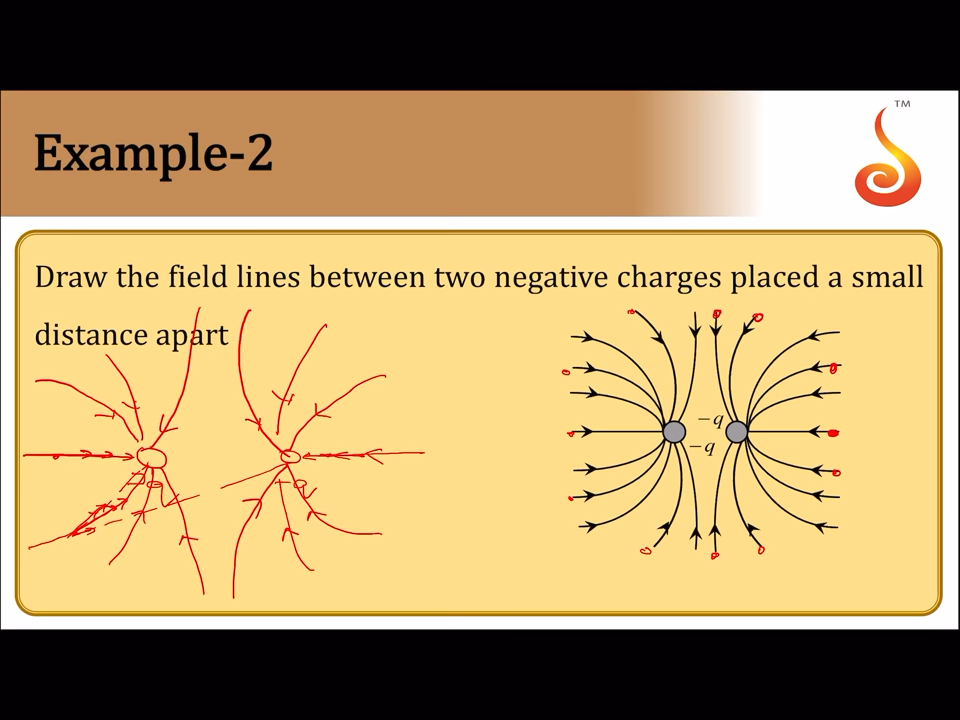 TM
Example-2
Draw the field lines between two negative charges placed a small
distance apart
−q
−q